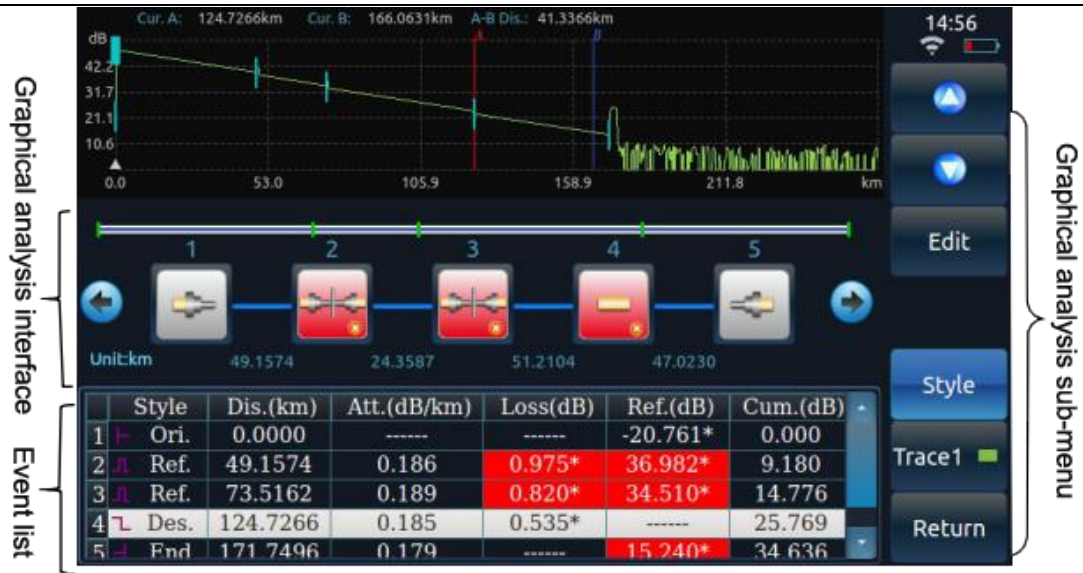 Cur. A: 124.7266km Cur. B: 166.0631km A-B Dis.: 41.3366km
14:56
A B
dB
42.2
31.7
21.1
10.6
0.0 53.0 105.9 158.9 211.8 km
Edit
1 2 3 4 5
Unit:km 49.1574 24.3587 51.2104 47.0230
Style
Style Dis.(km) Att.(dB/km) Loss(dB) Ref.(dB) Cum.(dB)
1 Ori. 0.0000 ------ ------ -20.761* 0.000
2 Ref. 49.1574 0.186 0.975* 36.982* 9.180
3 Ref. 73.5162 0.189 0.820* 34.510* 14.776
4 Des. 124.7266 0.185 0.535* ------ 25.769
5 End 171.7496 0.179 ------ 15.240* 34.636
Trace1
Return
Graphical analysis interface
Event list
Graphical analysis sub-menu